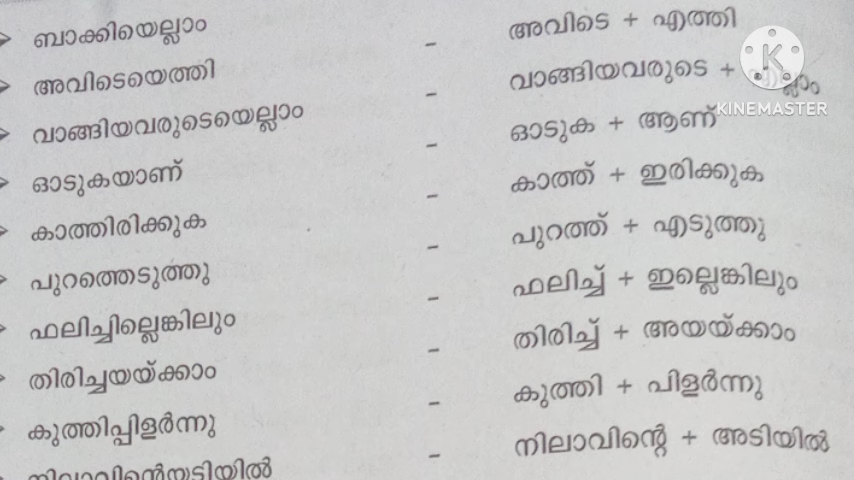 ബാക്കിയെല്ലാം
അവിടെ + എത്തി
അവിടെയെത്തി
വാങ്ങിയവരുടെ +
വാങ്ങിയവരുടെയെല്ലാം
ഓടുക + ആണ്
ഓടുകയാണ്
കാത്ത് + ഇരിക്കുക
കാത്തിരിക്കുക
പുറത്ത് + എടുത്തു
പുറത്തെടുത്തു
ഫലിച്ച് + ഇല്ലെങ്കിലും
ഫലിച്ചില്ലെങ്കിലും
തിരിച്ച് + അയയ്ക്കാം
തിരിച്ചയയ്ക്കാം
കുത്തി + പിളർന്നു
കുത്തിപ്പിളർന്നു
നിലാവിന്റെ + അടിയിൽ
നിലാവിന്റെയടിയിൽ
KINEMASTER